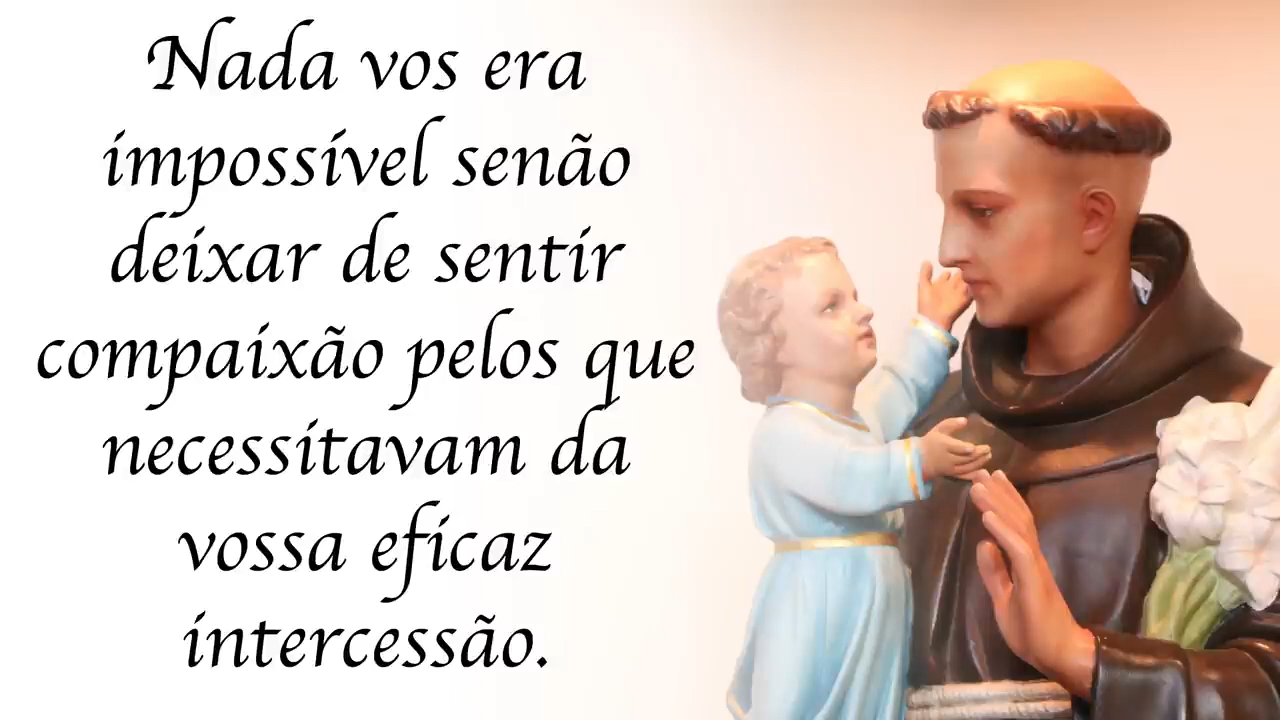 Nada vos era
impossível senão
deixar de sentir
compaixão pelos que
necessitavam da
vossa eficaz
intercessão.